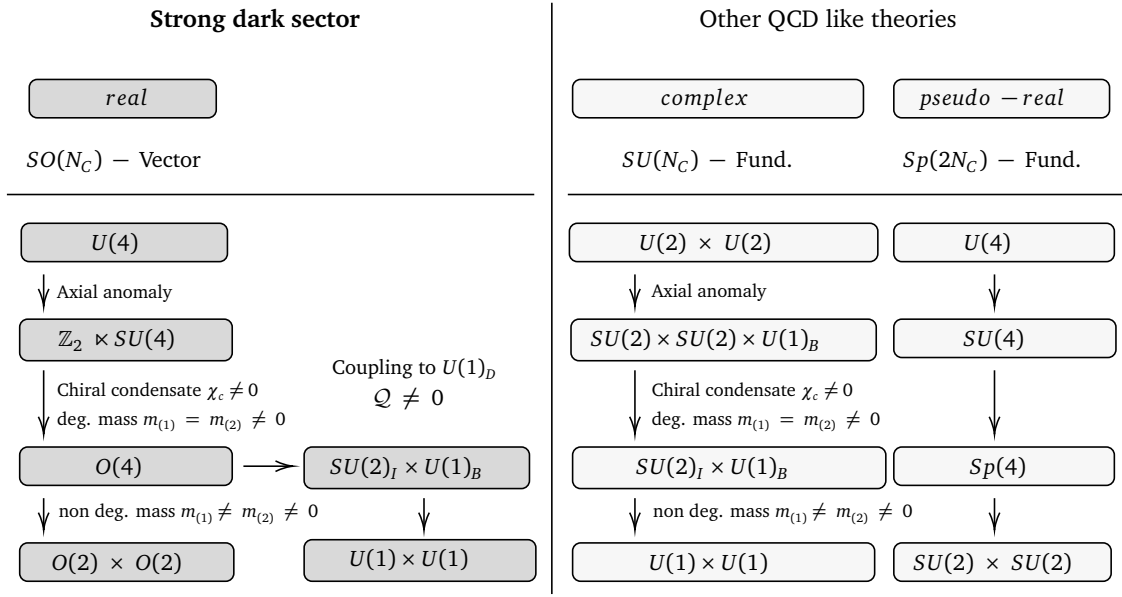 Strong dark sector
real
SO(N_C) − Vector
U(4)
Axial anomaly
ℤ₂ ⋉ SU(4)
Chiral condensate χ_c ≠ 0
deg. mass m_(1) = m_(2) ≠ 0
Coupling to U(1)_D
𝒬 ≠ 0
O(4)
SU(2)_I × U(1)_B
non deg. mass m_(1) ≠ m_(2) ≠ 0
O(2) × O(2)
U(1) × U(1)
Other QCD like theories
complex
pseudo − real
SU(N_C) − Fund.
Sp(2N_C) − Fund.
U(2) × U(2)
U(4)
Axial anomaly
SU(2) × SU(2) × U(1)_B
SU(4)
Chiral condensate χ_c ≠ 0
deg. mass m_(1) = m_(2) ≠ 0
SU(2)_I × U(1)_B
Sp(4)
non deg. mass m_(1) ≠ m_(2) ≠ 0
U(1) × U(1)
SU(2) × SU(2)